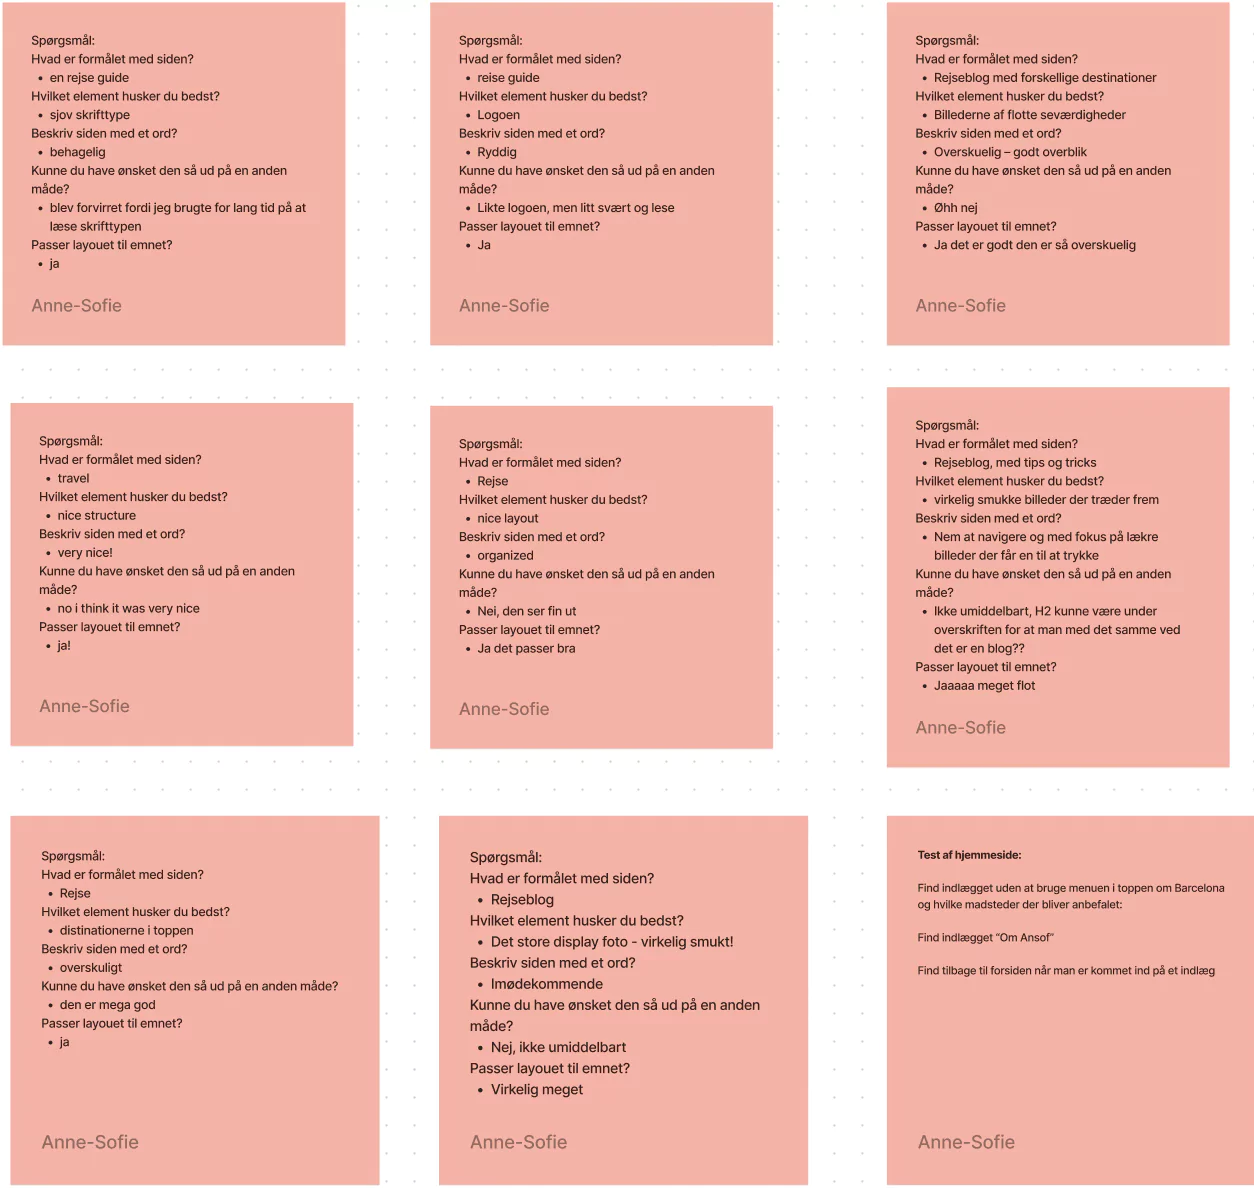 Spørgsmål:
Hvad er formålet med siden?
• en rejse guide
Hvilket element husker du bedst?
• sjov skrifttype
Beskriv siden med et ord?
• behagelig
Kunne du have ønsket den så ud på en anden
måde?
• blev forvirret fordi jeg brugte for lang tid på at
læse skrifttypen
Passer layouet til emnet?
• ja
Anne-Sofie
Spørgsmål:
Hvad er formålet med siden?
• reise guide
Hvilket element husker du bedst?
• Logoen
Beskriv siden med et ord?
• Ryddig
Kunne du have ønsket den så ud på en anden
måde?
• Likte logoen, men litt svært og lese
Passer layouet til emnet?
• Ja
Anne-Sofie
Spørgsmål:
Hvad er formålet med siden?
• Rejseblog med forskellige destinationer
Hvilket element husker du bedst?
• Billederne af flotte seværdigheder
Beskriv siden med et ord?
• Overskuelig – godt overblik
Kunne du have ønsket den så ud på en anden
måde?
• Øhh nej
Passer layouet til emnet?
• Ja det er godt den er så overskuelig
Anne-Sofie
Spørgsmål:
Hvad er formålet med siden?
• travel
Hvilket element husker du bedst?
• nice structure
Beskriv siden med et ord?
• very nice!
Kunne du have ønsket den så ud på en anden
måde?
• no i think it was very nice
Passer layouet til emnet?
• ja!
Anne-Sofie
Spørgsmål:
Hvad er formålet med siden?
• Rejse
Hvilket element husker du bedst?
• nice layout
Beskriv siden med et ord?
• organized
Kunne du have ønsket den så ud på en anden
måde?
• Nei, den ser fin ut
Passer layouet til emnet?
• Ja det passer bra
Anne-Sofie
Spørgsmål:
Hvad er formålet med siden?
• Rejseblog, med tips og tricks
Hvilket element husker du bedst?
• virkelig smukke billeder der træder frem
Beskriv siden med et ord?
• Nem at navigere og med fokus på lækre
billeder der får en til at trykke
Kunne du have ønsket den så ud på en anden
måde?
• Ikke umiddelbart, H2 kunne være under
overskriften for at man med det samme ved
det er en blog??
Passer layouet til emnet?
• Jaaaaa meget flot
Anne-Sofie
Spørgsmål:
Hvad er formålet med siden?
• Rejse
Hvilket element husker du bedst?
• distinationerne i toppen
Beskriv siden med et ord?
• overskuligt
Kunne du have ønsket den så ud på en anden måde?
• den er mega god
Passer layouet til emnet?
• ja
Anne-Sofie
Spørgsmål:
Hvad er formålet med siden?
• Rejseblog
Hvilket element husker du bedst?
• Det store display foto - virkelig smukt!
Beskriv siden med et ord?
• Imødekommende
Kunne du have ønsket den så ud på en anden
måde?
• Nej, ikke umiddelbart
Passer layouet til emnet?
• Virkelig meget
Anne-Sofie
Test af hjemmeside:
Find indlægget uden at bruge menuen i toppen om Barcelona
og hvilke madsteder der bliver anbefalet:
Find indlægget “Om Ansof”
Find tilbage til forsiden når man er kommet ind på et indlæg
Anne-Sofie